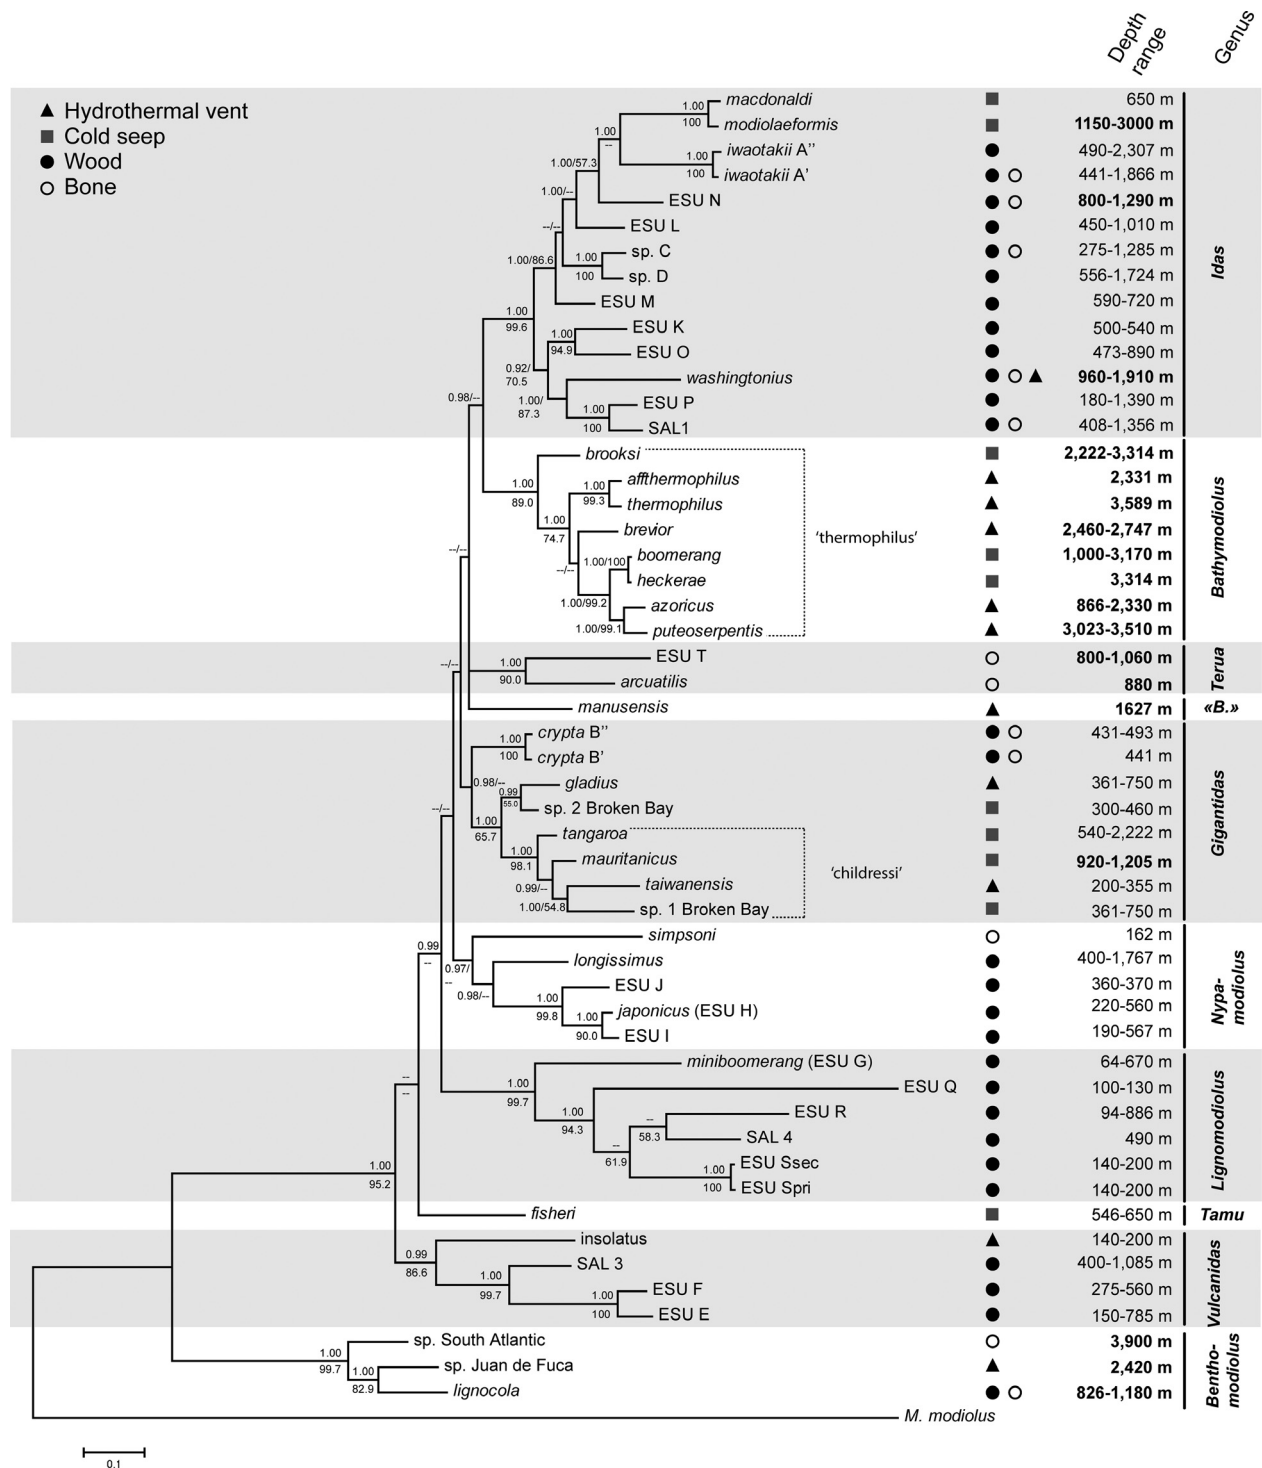 Depth range
Genus
Hydrothermal vent
Cold seep
Wood
Bone
1.00 100 macdonaldi 650 m
modiolaeformis 1150-3000 m
1.00 -- iwaotakii A'' 490-2,307 m
1.00 100 iwaotakii A' 441-1,866 m
1.00/57.3 ESU N 800-1,290 m
1.00/-- ESU L 450-1,010 m
--/-- 1.00 100 sp. C 275-1,285 m
sp. D 556-1,724 m
1.00/86.6 ESU M 590-720 m
1.00 99.6 1.00 94.9 ESU K 500-540 m
ESU O 473-890 m
0.92/ 70.5 washingtonius 960-1,910 m
1.00/ 87.3 1.00 100 ESU P 180-1,390 m
SAL1 408-1,356 m
Idas
0.98/--
brooksi 2,222-3,314 m
1.00 89.0 1.00 99.3 affthermophilus 2,331 m
thermophilus 3,589 m
1.00 74.7 brevior 2,460-2,747 m
'thermophilus'
--/-- 1.00/100 boomerang 1,000-3,170 m
heckerae 3,314 m
1.00/99.2 azoricus 866-2,330 m
1.00/99.1 puteoserpentis 3,023-3,510 m
Bathymodiolus
--/--
1.00 90.0 ESU T 800-1,060 m
arcuatilis 880 m
Terua
--/--
manusensis 1627 m «B.»
1.00 100 crypta B'' 431-493 m
crypta B' 441 m
0.98/-- 0.99 55.0 gladius 361-750 m
sp. 2 Broken Bay 300-460 m
1.00 65.7 tangaroa 540-2,222 m
1.00 98.1 mauritanicus 920-1,205 m
'childressi'
0.99/-- taiwanensis 200-355 m
1.00/54.8 sp. 1 Broken Bay 361-750 m
Gigantidas
--/--
simpsoni 162 m
0.99 -- 0.97/ -- longissimus 400-1,767 m
0.98/-- 1.00 99.8 ESU J 360-370 m
1.00 90.0 japonicus (ESU H) 220-560 m
ESU I 190-567 m
Nypa-
modiolus
-- --
1.00 99.7 miniboomerang (ESU G) 64-670 m
1.00 94.3 ESU Q 100-130 m
-- 58.3 ESU R 94-886 m
SAL 4 490 m
-- 61.9 1.00 100 ESU Ssec 140-200 m
ESU Spri 140-200 m
Lignomodiolus
1.00 95.2
fisheri 546-650 m Tamu
0.99 86.6 insolatus 140-200 m
1.00 99.7 SAL 3 400-1,085 m
1.00 100 ESU F 275-560 m
ESU E 150-785 m
Vulcanidas
1.00 99.7 sp. South Atlantic 3,900 m
1.00 82.9 sp. Juan de Fuca 2,420 m
lignocola 826-1,180 m
Bentho-
modiolus
M. modiolus
0.1